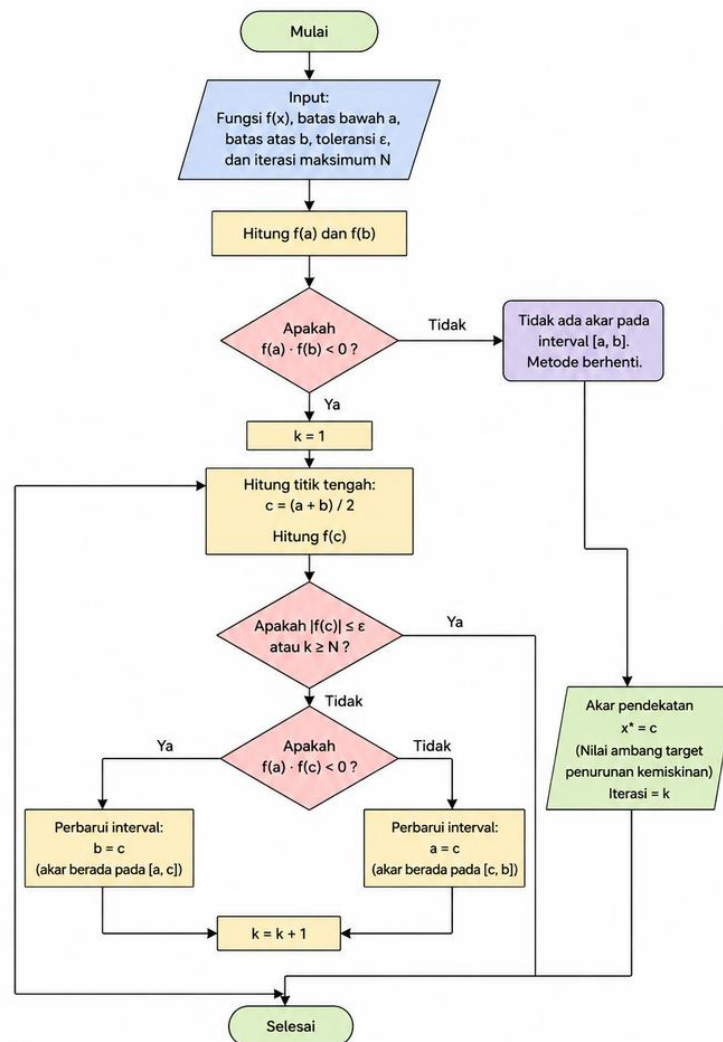 Mulai
Input:
Fungsi f(x), batas bawah a,
batas atas b, toleransi ε,
dan iterasi maksimum N
Hitung f(a) dan f(b)
Apakah
f(a) · f(b) < 0 ?
Tidak
Tidak ada akar pada
interval [a, b].
Metode berhenti.
Ya
k = 1
Hitung titik tengah:
c = (a + b) / 2
Hitung f(c)
Apakah |f(c)| ≤ ε
atau k ≥ N ?
Ya
Tidak
Apakah
f(a) · f(c) < 0 ?
Ya
Tidak
Akar pendekatan
x* = c
(Nilai ambang target
penurunan kemiskinan)
Iterasi = k
Perbarui interval:
b = c
(akar berada pada [a, c])
Perbarui interval:
a = c
(akar berada pada [c, b])
k = k + 1
Selesai